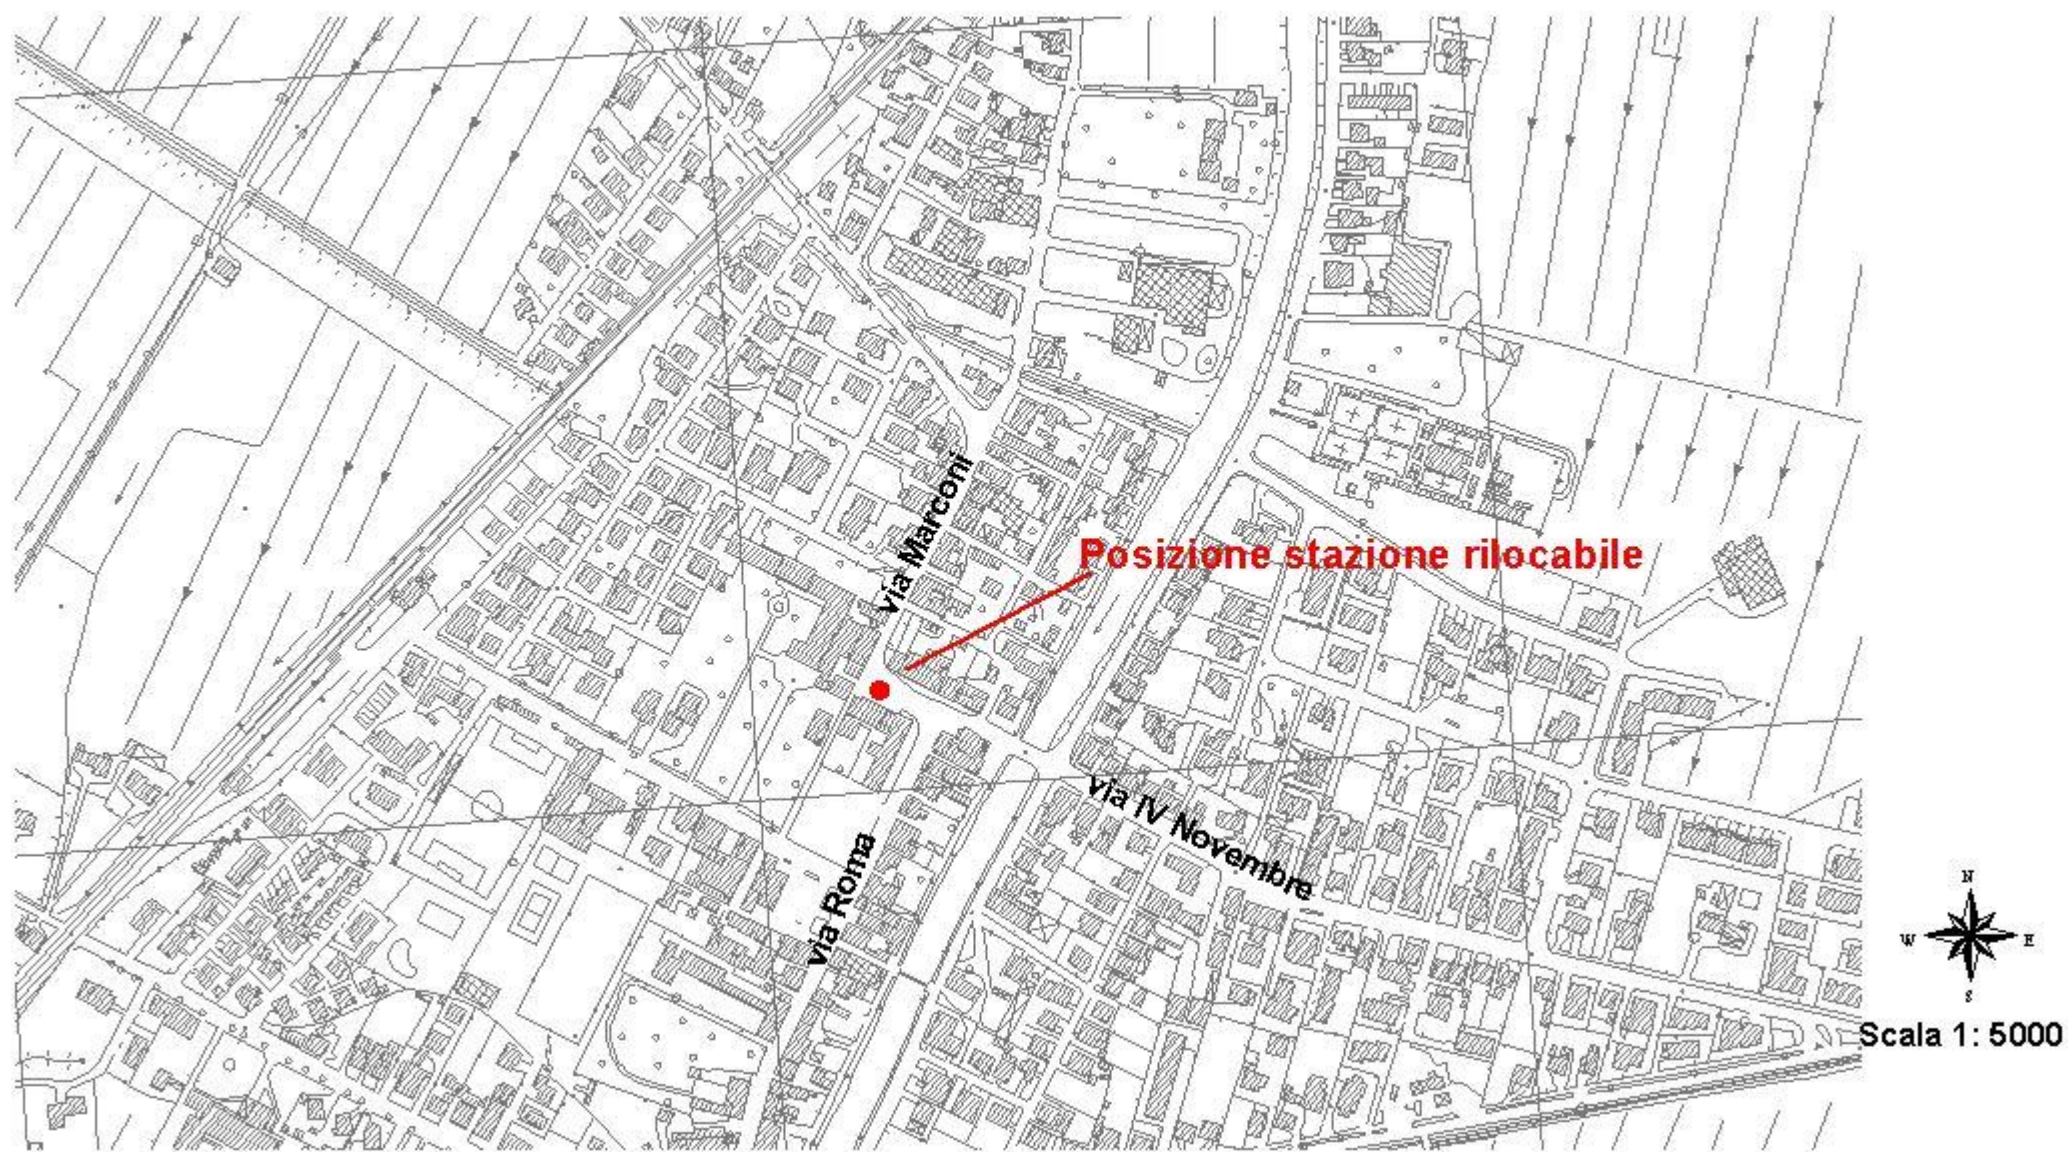 via Marconi
Posizione stazione rilocabile
via IV Novembre
via Roma
N
W E
S
Scala 1: 5000